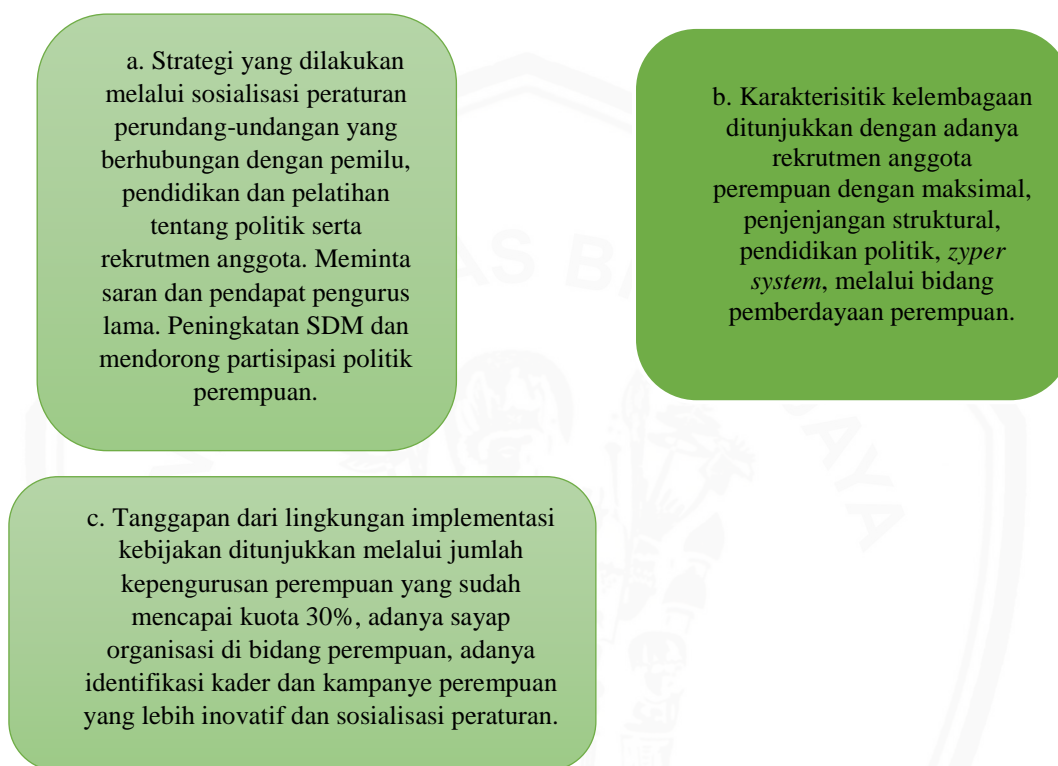 a. Strategi yang dilakukan
melalui sosialisasi peraturan
perundang-undangan yang
berhubungan dengan pemilu,
pendidikan dan pelatihan
tentang politik serta
rekrutmen anggota. Meminta
saran dan pendapat pengurus
lama. Peningkatan SDM dan
mendorong partisipasi politik
perempuan.
b. Karakterisitik kelembagaan
ditunjukkan dengan adanya
rekrutmen anggota
perempuan dengan maksimal,
penjenjangan struktural,
pendidikan politik, zyper
system, melalui bidang
pemberdayaan perempuan.
c. Tanggapan dari lingkungan implementasi
kebijakan ditunjukkan melalui jumlah
kepengurusan perempuan yang sudah
mencapai kuota 30%, adanya sayap
organisasi di bidang perempuan, adanya
identifikasi kader dan kampanye perempuan
yang lebih inovatif dan sosialisasi peraturan.